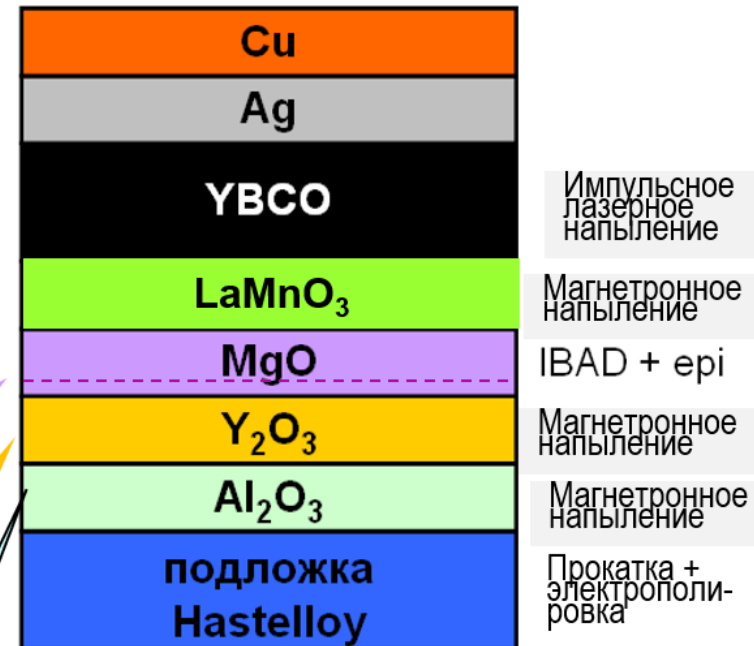 Cu
Ag
YBCO
Импульсное
лазерное
напыление
LaMnO₃
Магнетронное
напыление
MgO
IBAD + epi
Y₂O₃
Магнетронное
напыление
Al₂O₃
Магнетронное
напыление
подложка
Hastelloy
Прокатка +
электрополи-
ровка